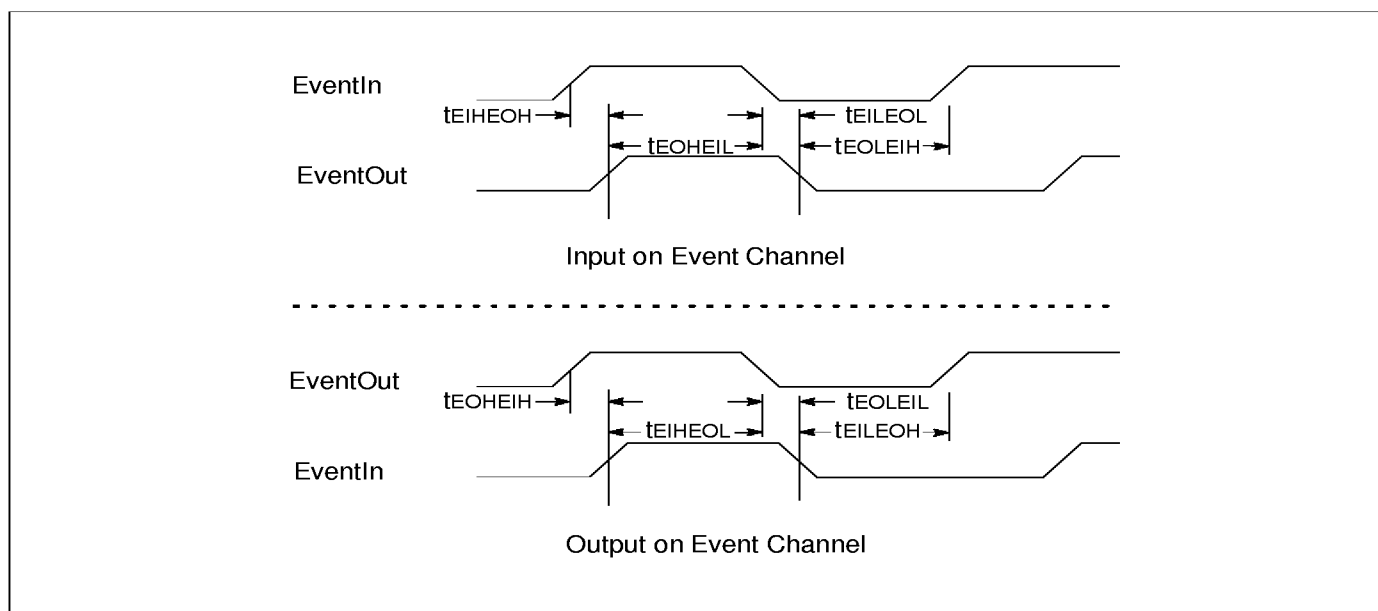 EventIn
tEIHEOH
tEILEOL
tEOHEIL
tEOLEIH
EventOut
Input on Event Channel
EventOut
tEOHEIH
tEOLEIL
tEIHEOL
tEILEOH
EventIn
Output on Event Channel